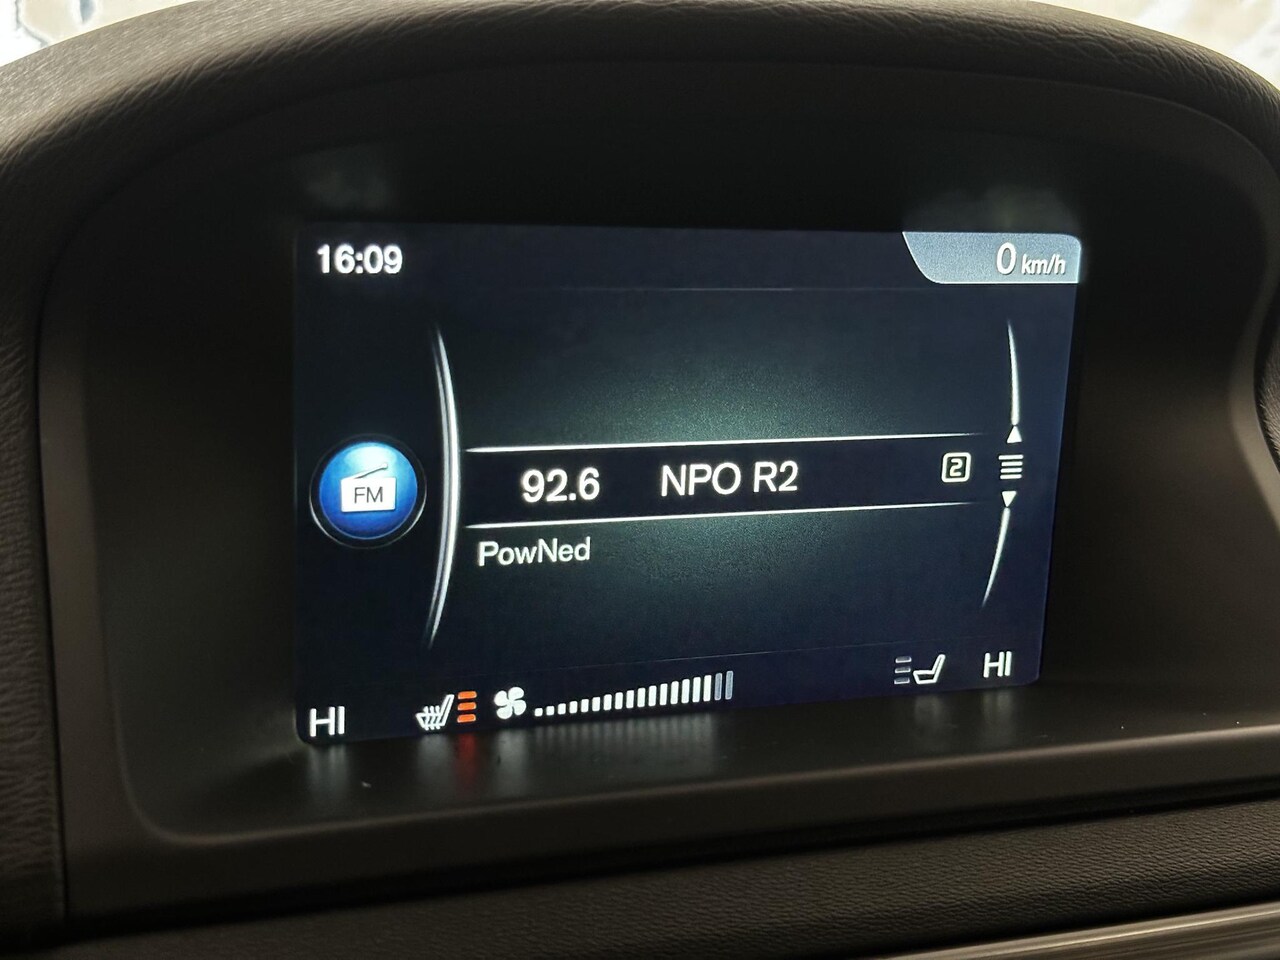 16:09
0 km/h
FM
92.6 NPO R2 2
PowNed
HI HI